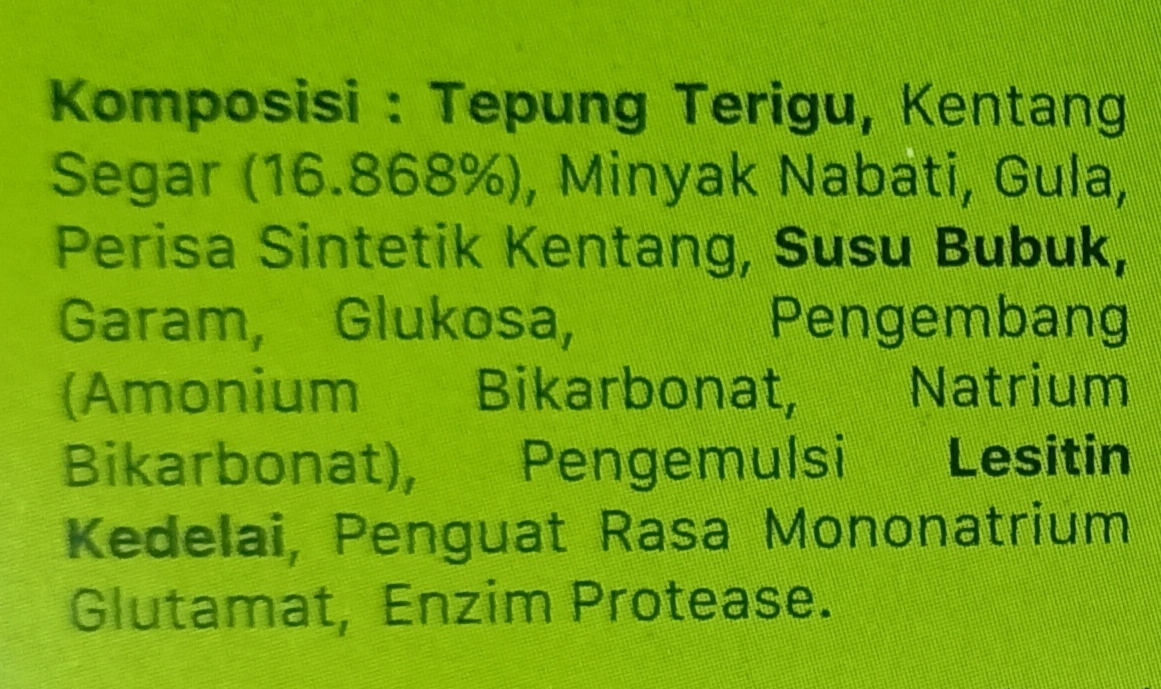 Komposisi : Tepung Terigu, Kentang
Segar (16.868%), Minyak Nabati, Gula,
Perisa Sintetik Kentang, Susu Bubuk,
Garam, Glukosa, Pengembang
(Amonium Bikarbonat, Natrium
Bikarbonat), Pengemulsi Lesitin
Kedelai, Penguat Rasa Mononatrium
Glutamat, Enzim Protease.